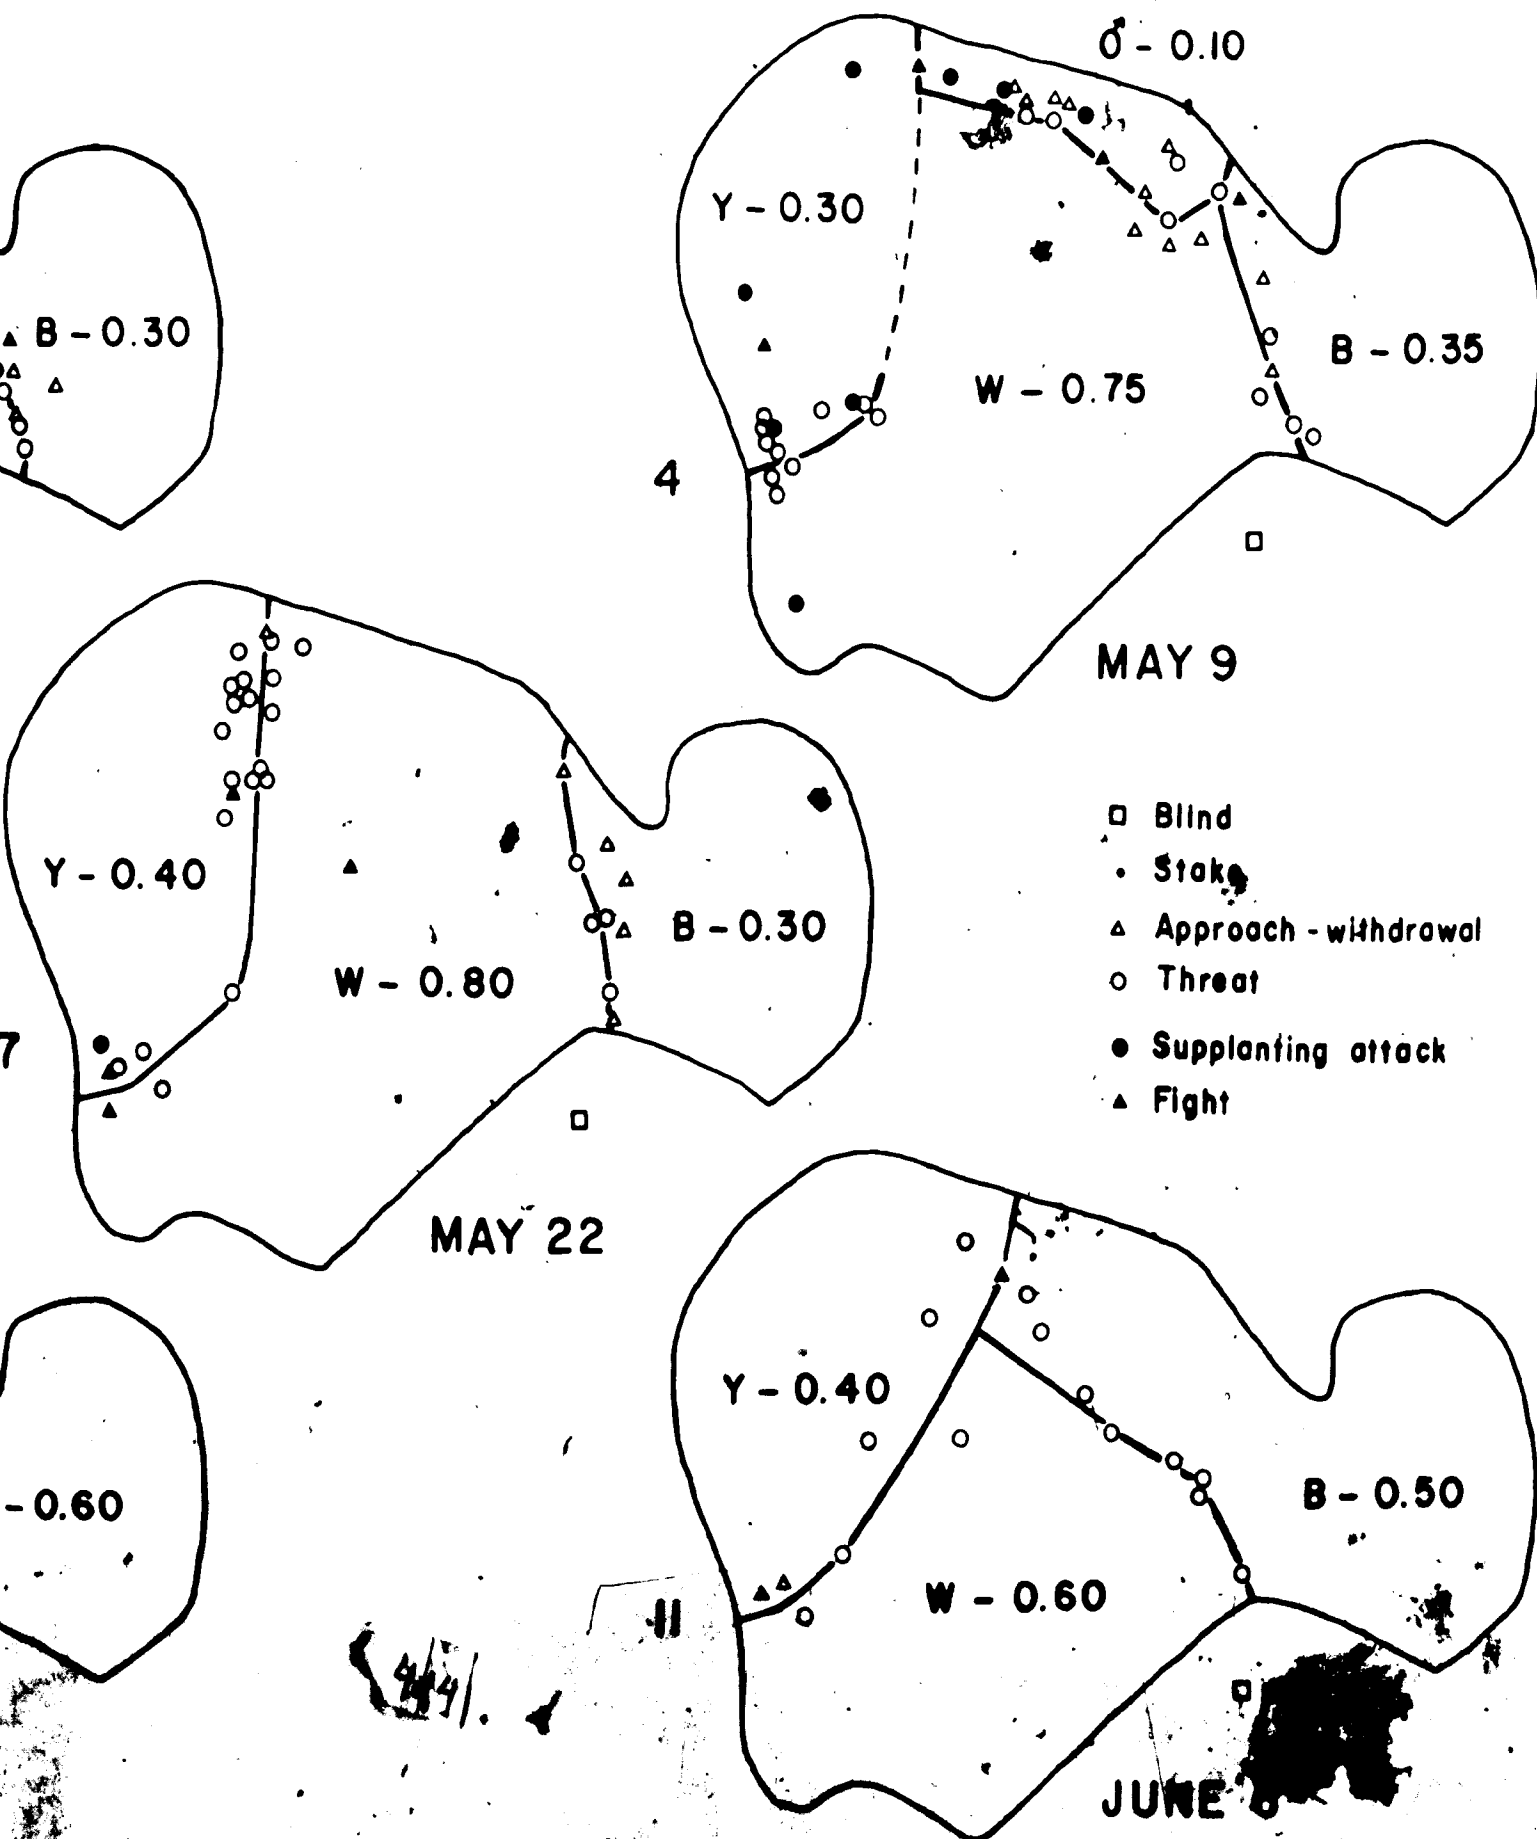 ♂ - 0.10
Y - 0.30
B - 0.30
W - 0.75
B - 0.35
4
MAY 9
Blind
Stake
Approach - withdrawal
Threat
Supplanting attack
Fight
Y - 0.40
W - 0.80
B - 0.30
7
MAY 22
Y - 0.40
- 0.60
W - 0.60
B - 0.50
11
JUNE